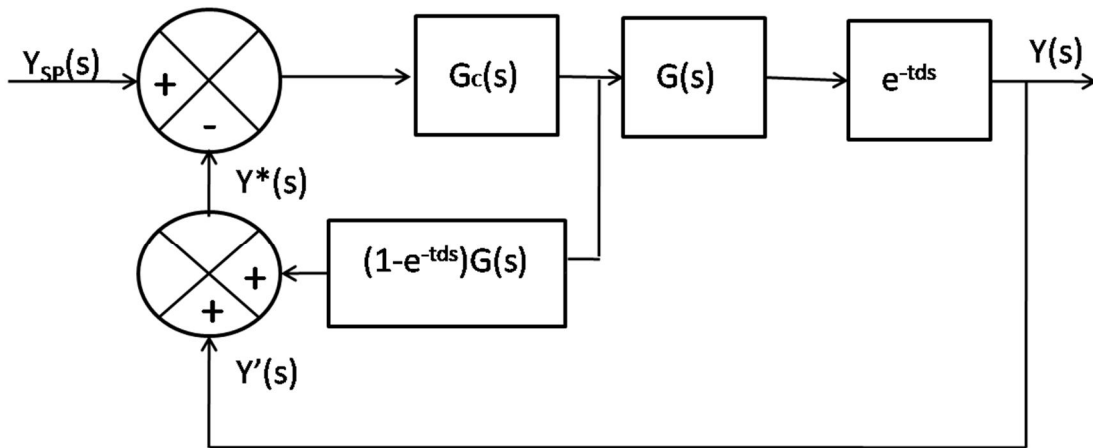 Y_SP(s)
+
-
Gc(s)
G(s)
e^-tds
Y(s)
Y*(s)
(1-e^-tds)G(s)
+
+
Y’(s)